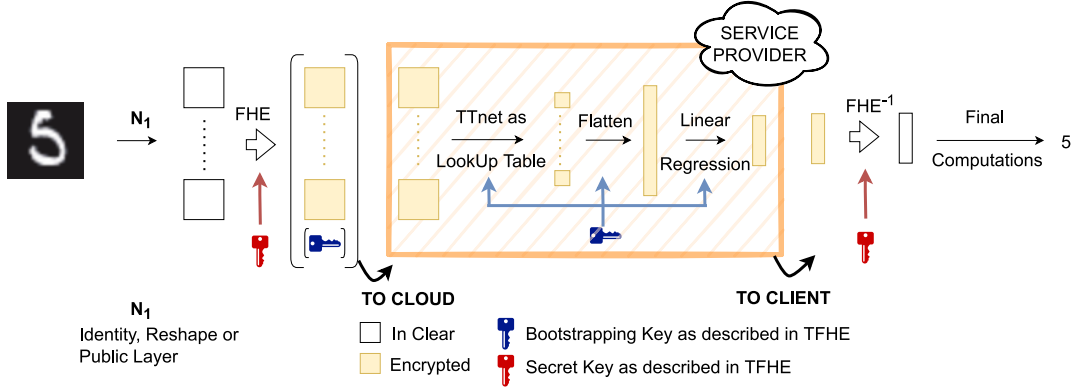 SERVICE
PROVIDER
5
N1
FHE
TTnet as
LookUp Table
Flatten
Linear
Regression
FHE-1
Final
Computations
5
TO CLOUD
TO CLIENT
N1
Identity, Reshape or
Public Layer
In Clear
Encrypted
Bootstrapping Key as described in TFHE
Secret Key as described in TFHE